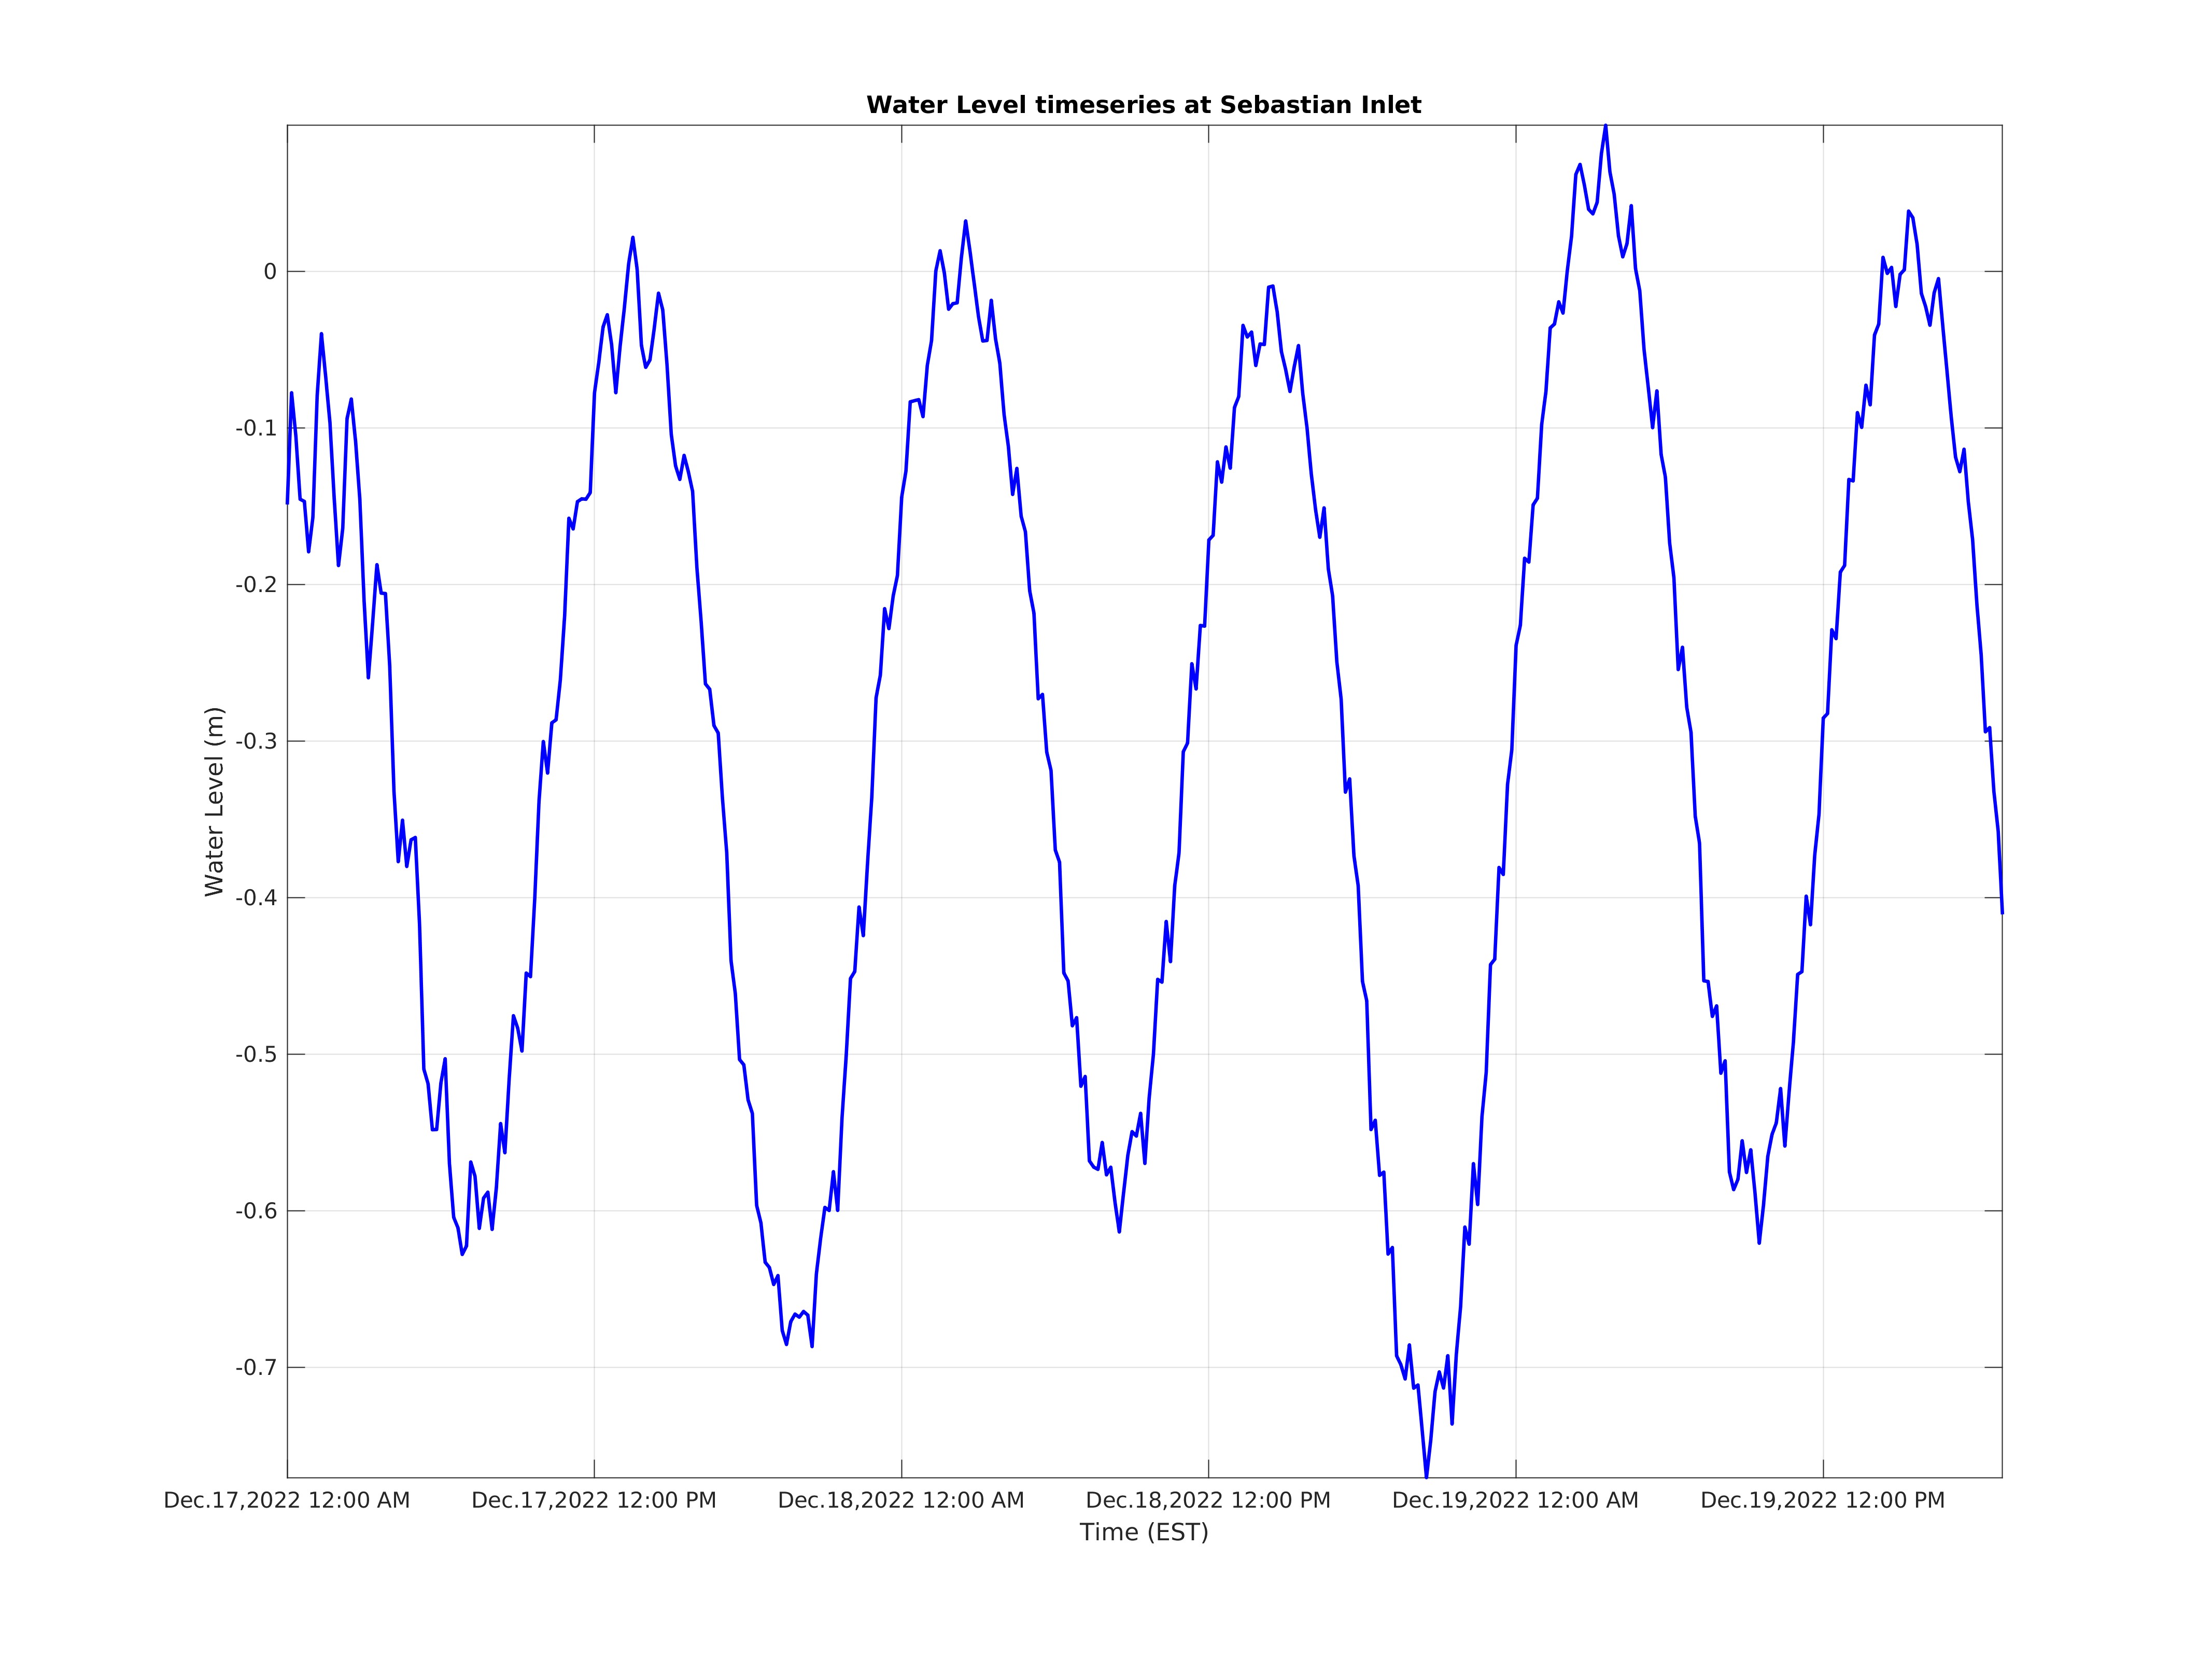 Water Level timeseries at Sebastian Inlet
0
-0.1
-0.2
-0.3
-0.4
-0.5
-0.6
-0.7
Water Level (m)
Dec.17,2022 12:00 AM
Dec.17,2022 12:00 PM
Dec.18,2022 12:00 AM
Dec.18,2022 12:00 PM
Dec.19,2022 12:00 AM
Dec.19,2022 12:00 PM
Time (EST)